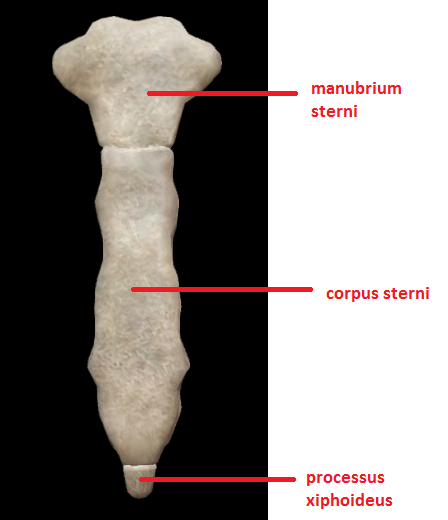 manubrium
sterni
corpus sterni
processus
xiphoideus